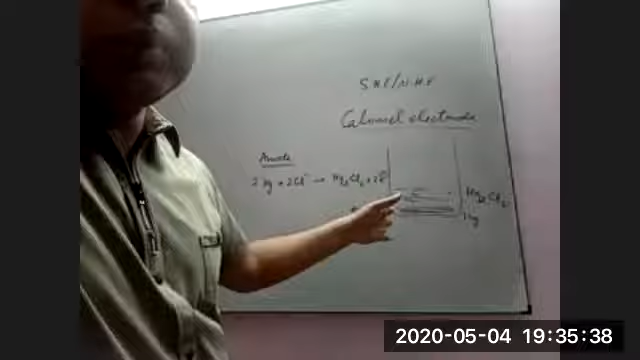 SHE/NHE
Calomel electrode
Anode
2Hg + 2Cl⁻ → Hg₂Cl₂ + 2e⁻
Hg₂Cl₂
Hg
2020-05-04 19:35:38